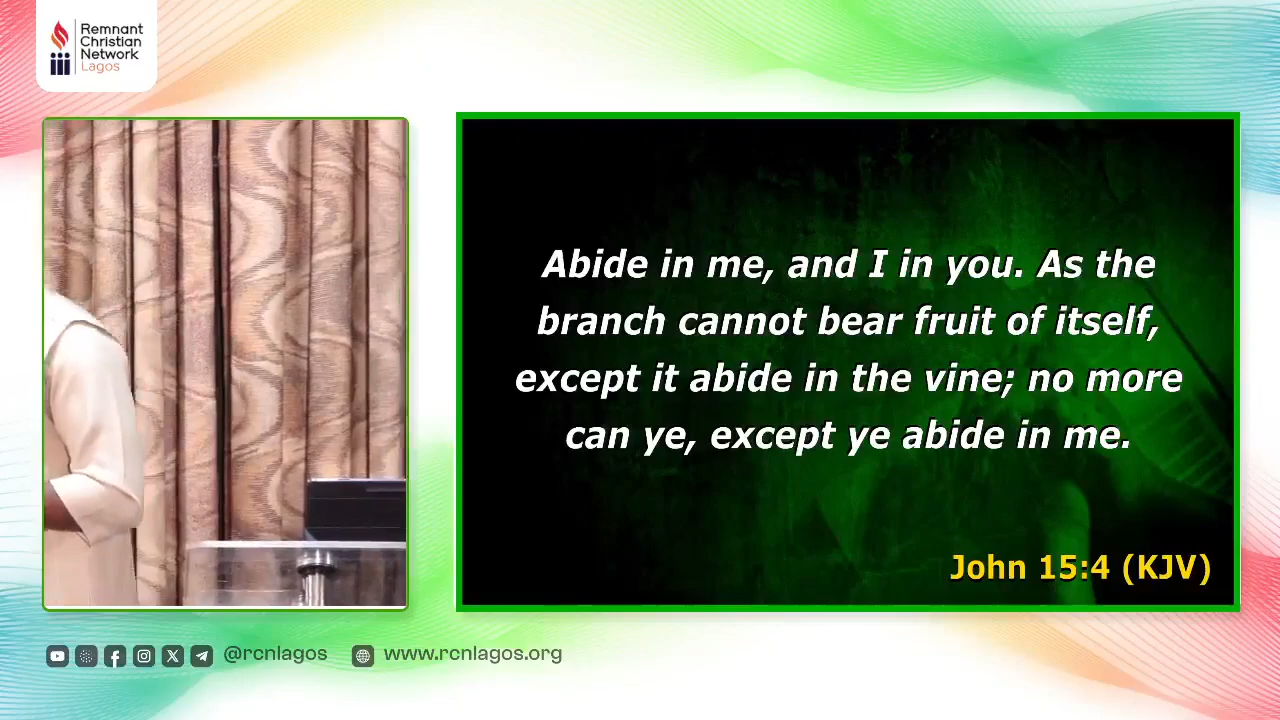 Remnant
Christian
Network
Lagos
Abide in me, and I in you. As the
branch cannot bear fruit of itself,
except it abide in the vine; no more
can ye, except ye abide in me.
John 15:4 (KJV)
@rcnlagos www.rcnlagos.org